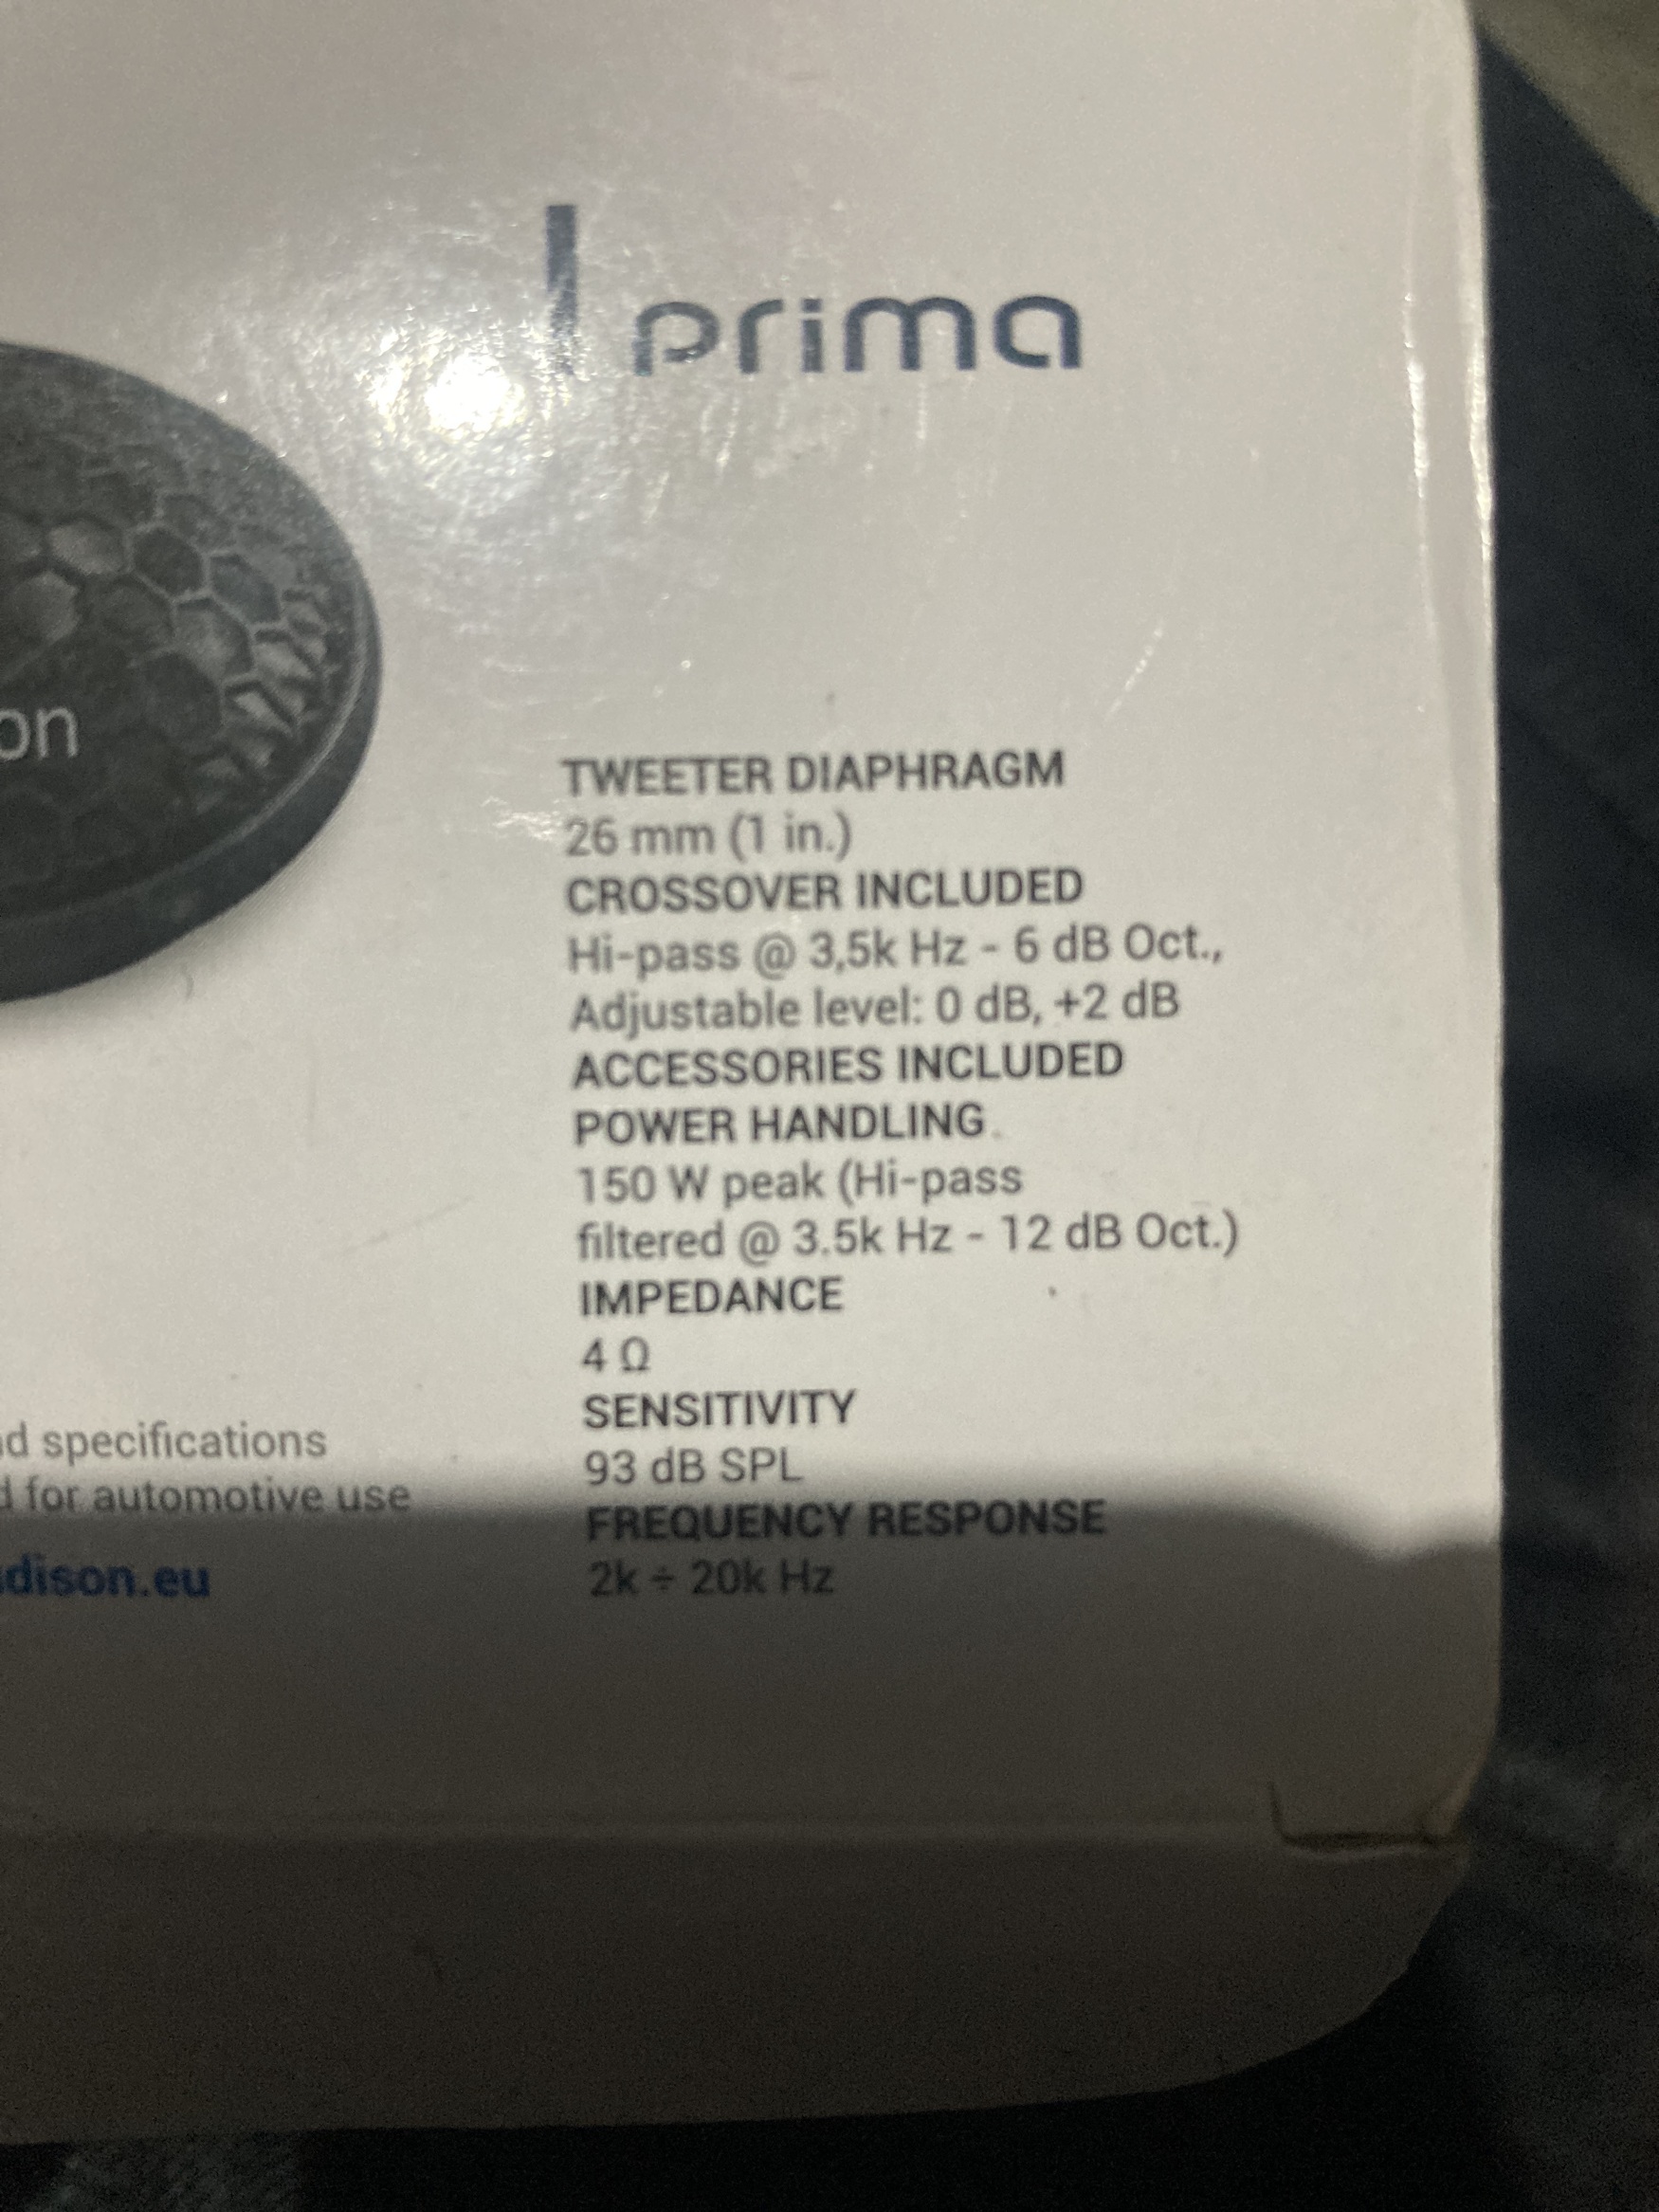 prima
on
TWEETER DIAPHRAGM
26 mm (1 in.)
CROSSOVER INCLUDED
Hi-pass @ 3,5k Hz - 6 dB Oct.,
Adjustable level: 0 dB, +2 dB
ACCESSORIES INCLUDED
POWER HANDLING
150 W peak (Hi-pass
filtered @ 3.5k Hz - 12 dB Oct.)
IMPEDANCE
4 Ω
SENSITIVITY
93 dB SPL
FREQUENCY RESPONSE
2k ÷ 20k Hz
d specifications
d for automotive use
dison.eu